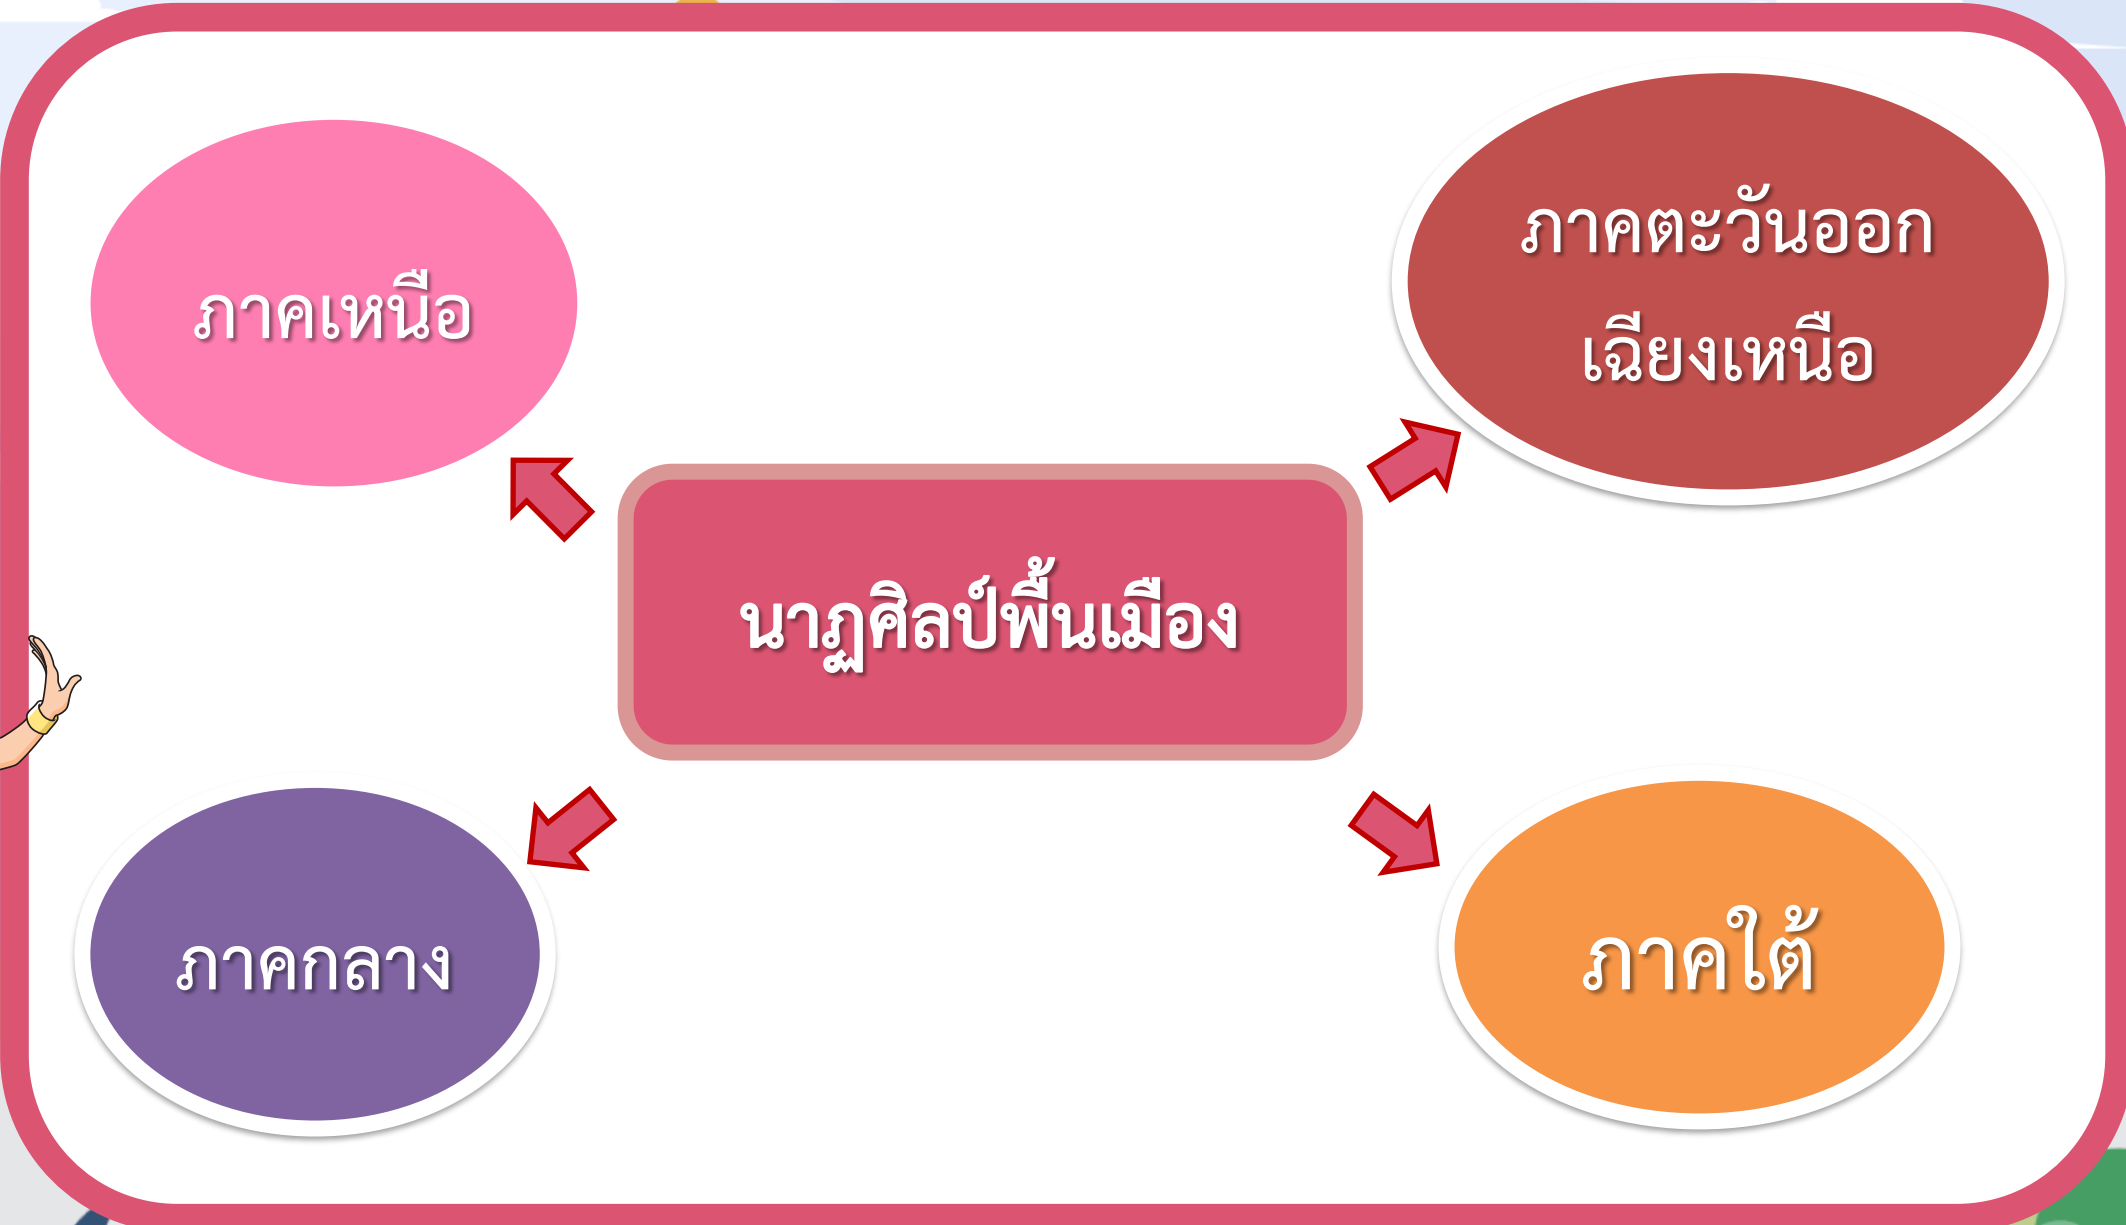 ภาคเหนือ
ภาคตะวันออก
เฉียงเหนือ
นาฏศิลป์พื้นเมือง
ภาคกลาง
ภาคใต้